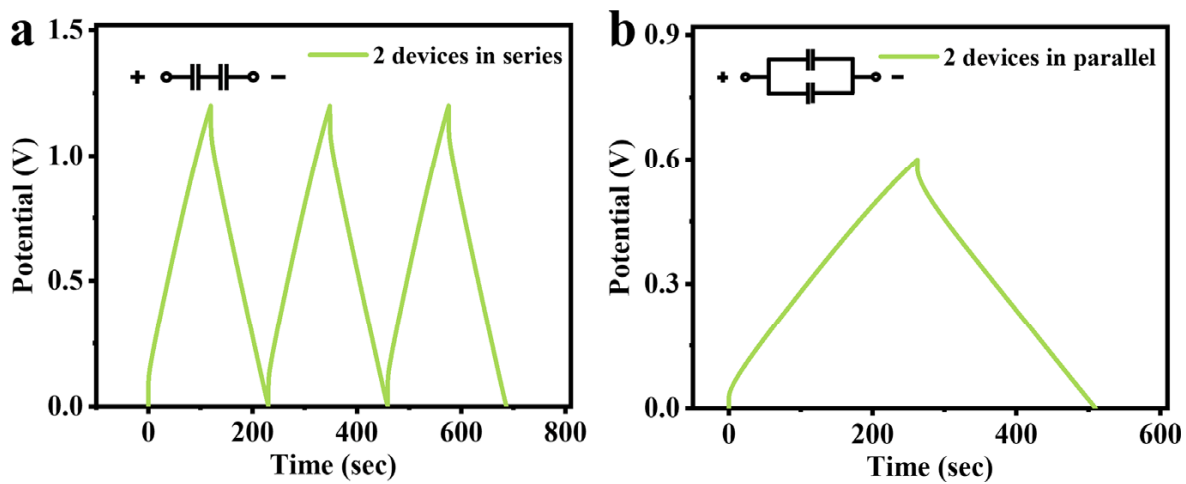 a
1.5
1.0
0.5
0.0
Potential (V)
2 devices in series
+ −
0 200 400 600 800
Time (sec)
b
0.9
0.6
0.3
0.0
Potential (V)
2 devices in parallel
+ −
0 200 400 600
Time (sec)